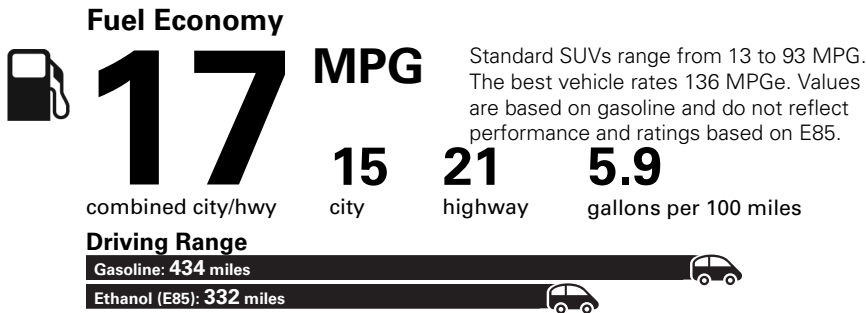 Fuel Economy
17 MPG
Standard SUVs range from 13 to 93 MPG.
The best vehicle rates 136 MPGe. Values
are based on gasoline and do not reflect
performance and ratings based on E85.
15 21 5.9
combined city/hwy city highway gallons per 100 miles
Driving Range
Gasoline: 434 miles
Ethanol (E85): 332 miles